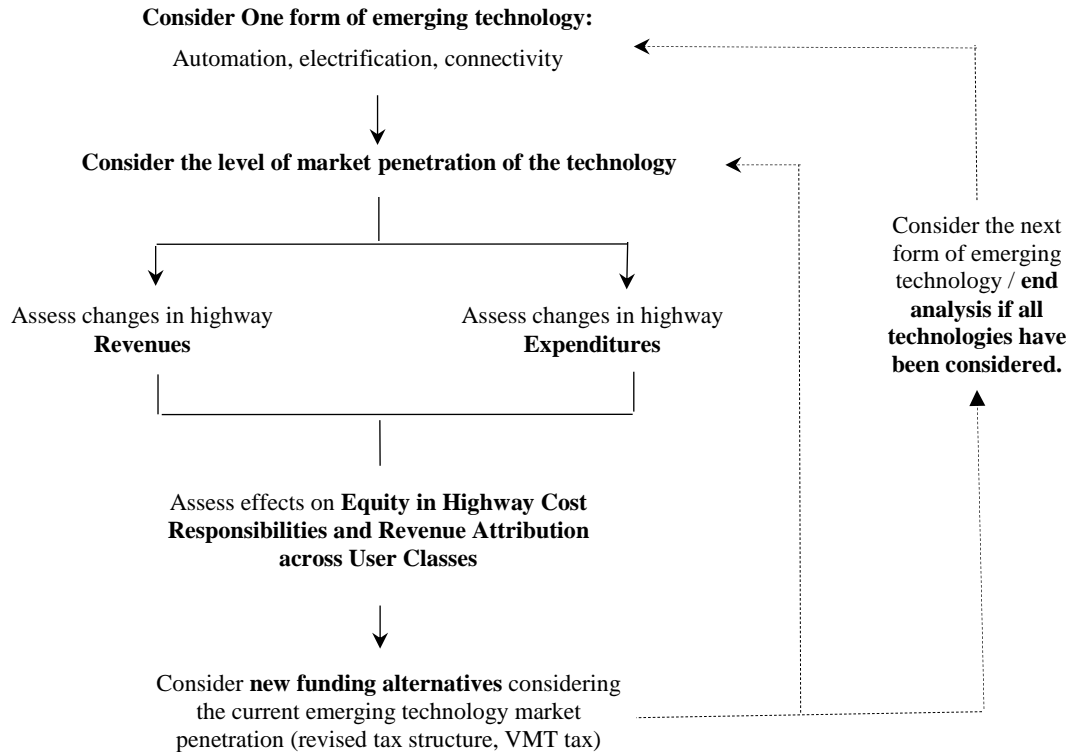 Consider One form of emerging technology:
Automation, electrification, connectivity
Consider the level of market penetration of the technology
Assess changes in highway
Revenues
Assess changes in highway
Expenditures
Consider the next
form of emerging
technology / end
analysis if all
technologies have
been considered.
Assess effects on Equity in Highway Cost
Responsibilities and Revenue Attribution
across User Classes
Consider new funding alternatives considering
the current emerging technology market
penetration (revised tax structure, VMT tax)